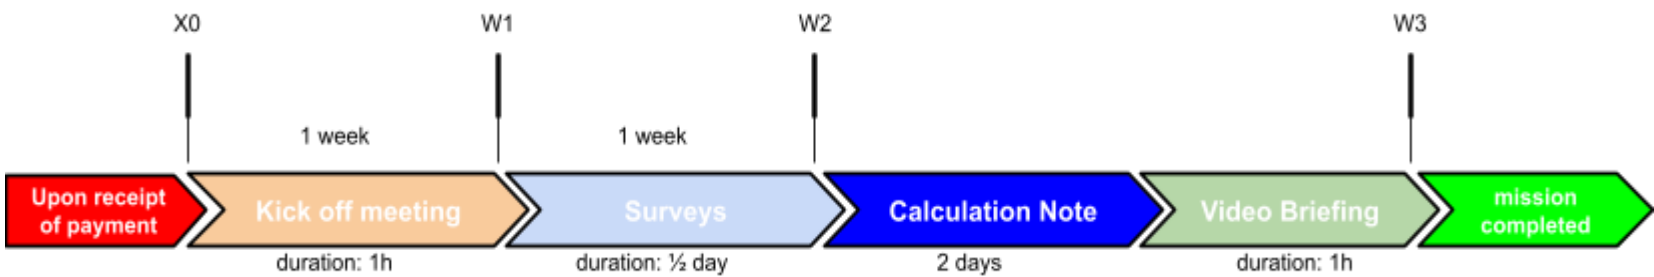 X0
W1
W2
W3
1 week
1 week
Upon receipt
of payment
Kick off meeting
Surveys
Calculation Note
Video Briefing
mission
completed
duration: 1h
duration: ½ day
2 days
duration: 1h